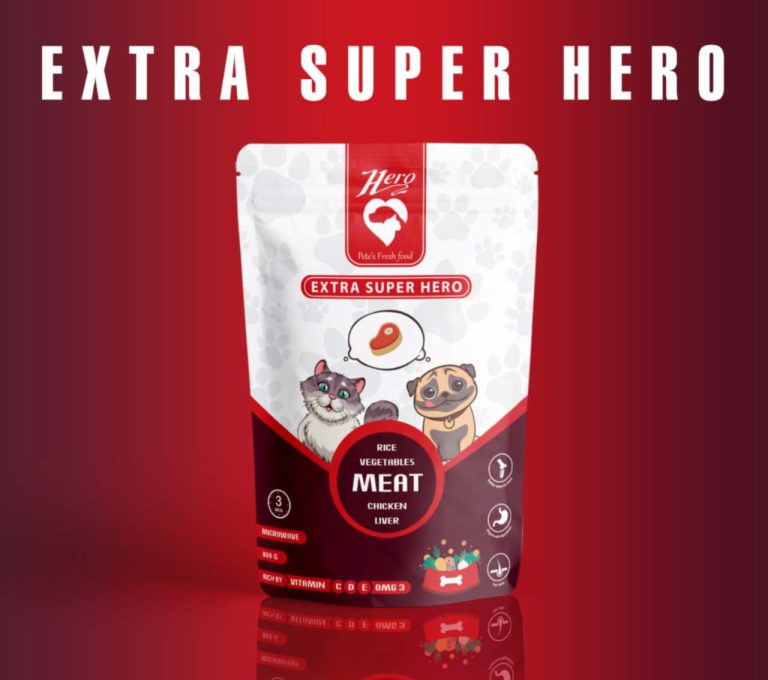 EXTRA SUPER HERO
Hero
Pete's Fresh food
EXTRA SUPER HERO
RICE
VEGETABLES
MEAT
CHICKEN
LIVER
3
MIN
MICROWAVE
800 G
RICH BY VITAMIN C D E OMG 3